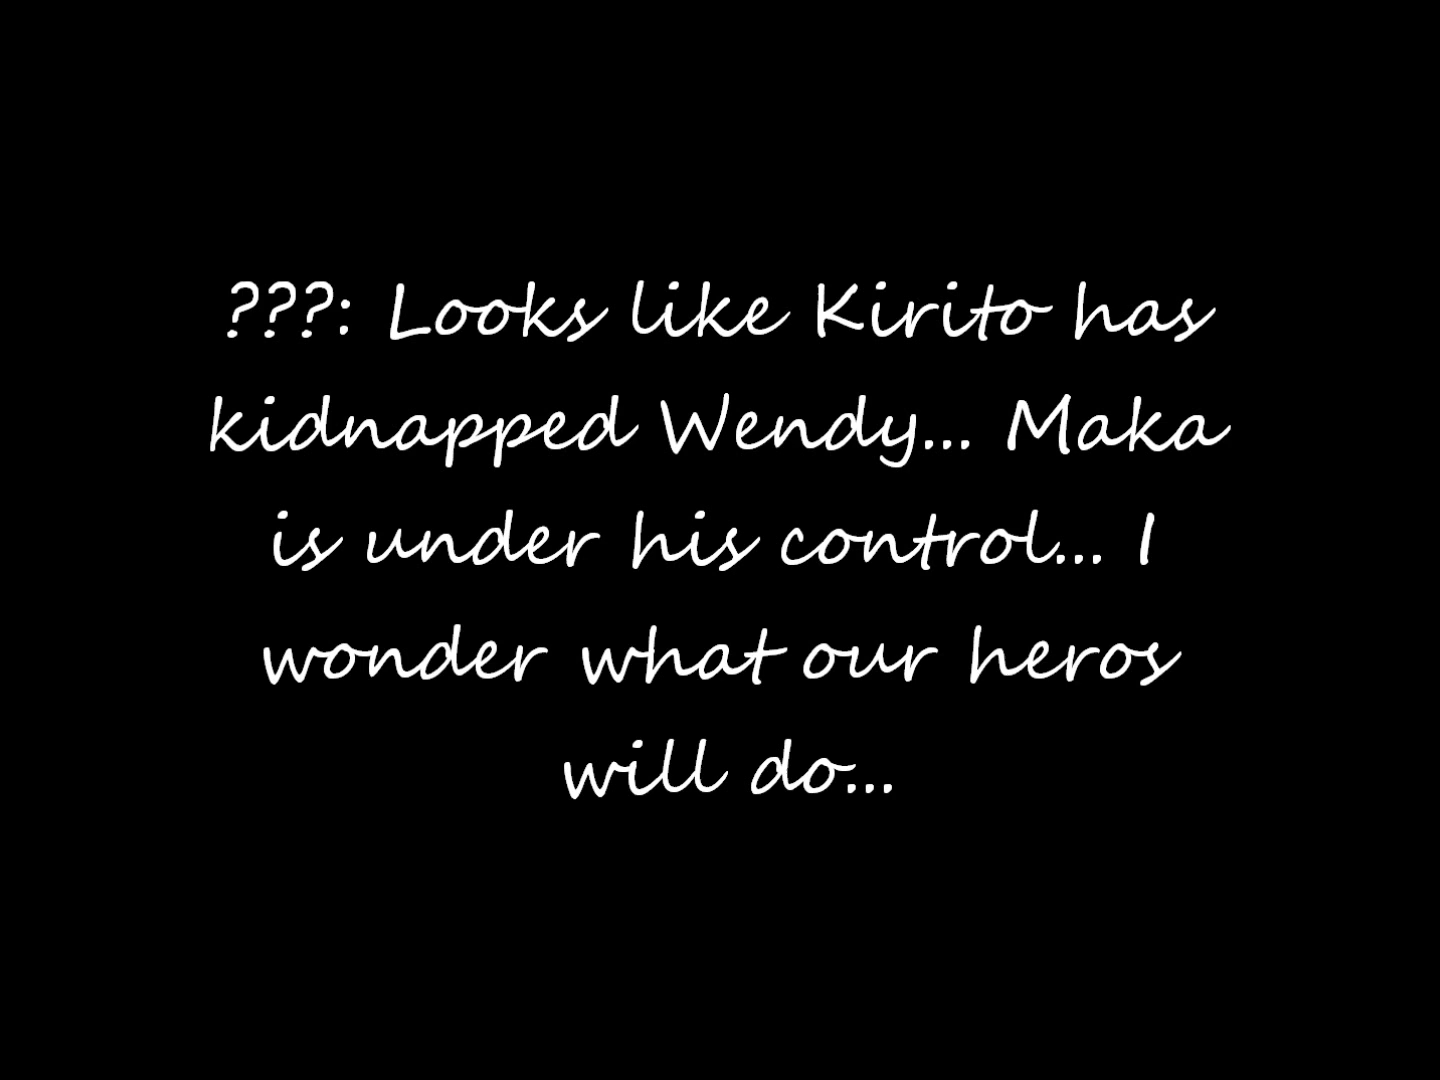 ???: Looks like Kirito has
kidnapped Wendy... Maka
is under his control... I
wonder what our heros
will do...